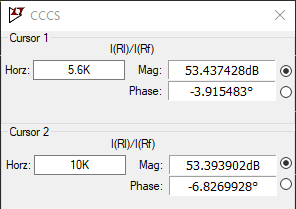 CCCS
Cursor 1
I(Rl)/I(Rf)
Horz: 5.6K Mag: 53.437428dB
Phase: -3.915483°
Cursor 2
I(Rl)/I(Rf)
Horz: 10K Mag: 53.393902dB
Phase: -6.8269928°